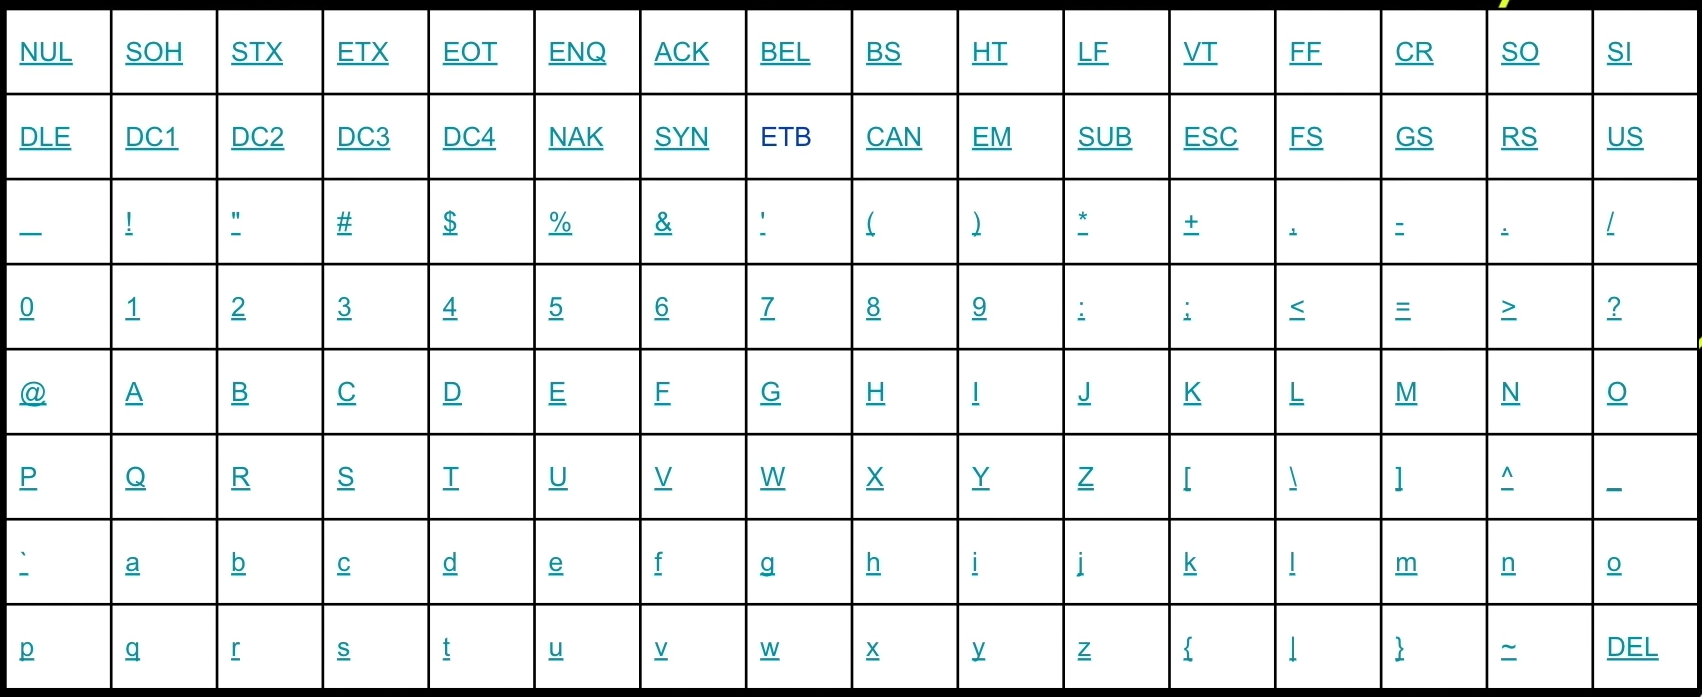 NUL SOH STX ETX EOT ENQ ACK BEL BS HT LF VT FF CR SO SI
DLE DC1 DC2 DC3 DC4 NAK SYN ETB CAN EM SUB ESC FS GS RS US
! " # $ % & ' ( ) * + , - . /
0 1 2 3 4 5 6 7 8 9 : ; < = > ?
@ A B C D E F G H I J K L M N O
P Q R S T U V W X Y Z [ \ ] ^ _
` a b c d e f g h i j k l m n o
p q r s t u v w x y z { | } ~ DEL